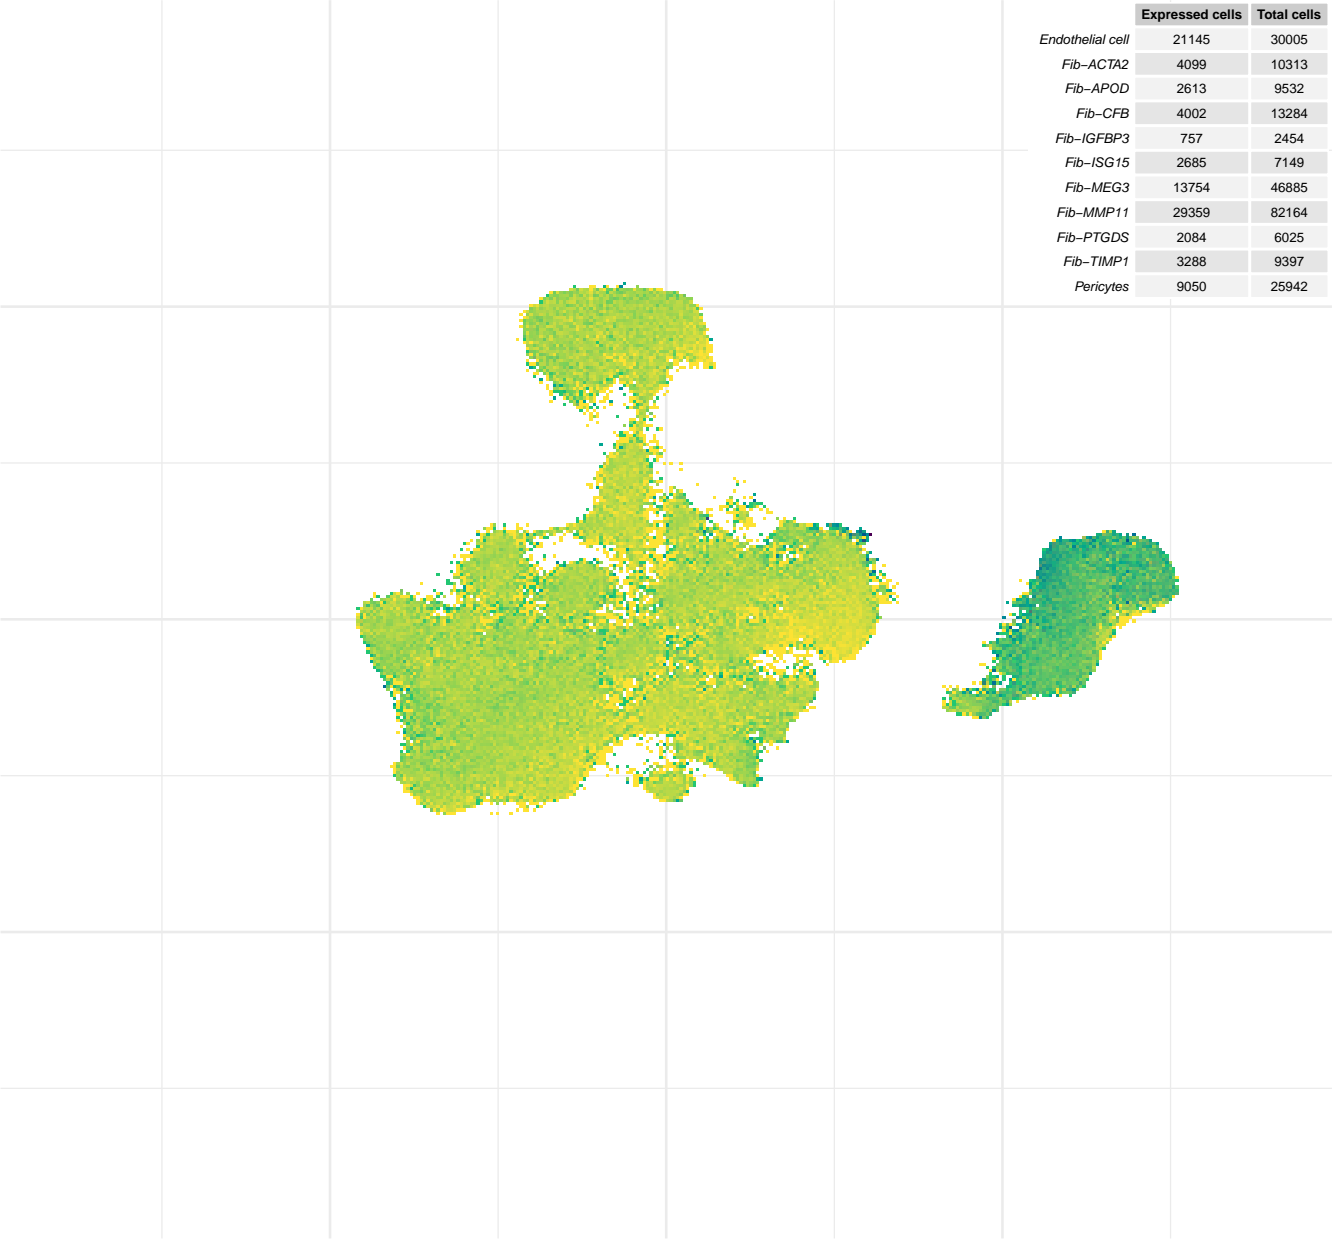 Expressed cells Total cells
Endothelial cell 21145 30005
Fib−ACTA2 4099 10313
Fib−APOD 2613 9532
Fib−CFB 4002 13284
Fib−IGFBP3 757 2454
Fib−ISG15 2685 7149
Fib−MEG3 13754 46885
Fib−MMP11 29359 82164
Fib−PTGDS 2084 6025
Fib−TIMP1 3288 9397
Pericytes 9050 25942